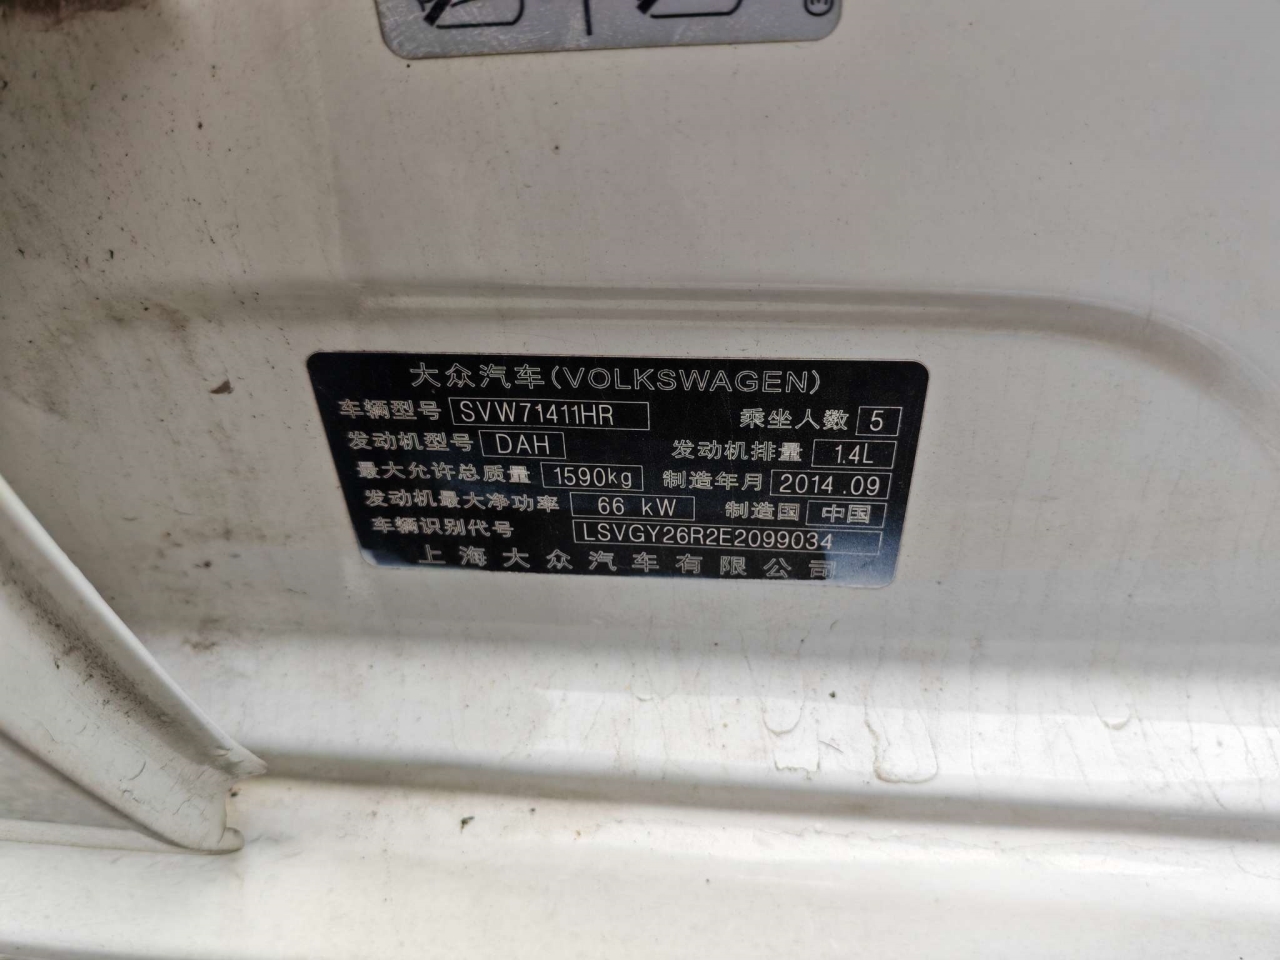 大众汽车(VOLKSWAGEN)
车辆型号 SVW71411HR 乘坐人数 5
发动机型号 DAH 发动机排量 1.4L
最大允许总质量 1590kg 制造年月 2014.09
发动机最大净功率 66 kW 制造国 中国
车辆识别代号 LSVGY26R2E2099034
上海大众汽车有限公司